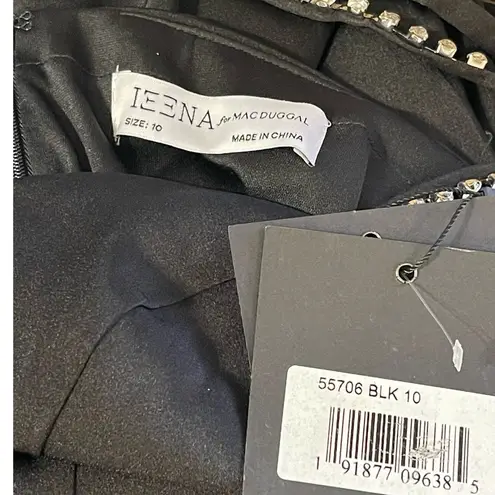 IEENA for MAC DUGGAL
SIZE: 10
MADE IN CHINA
55706 BLK 10
1 91877 09638 5